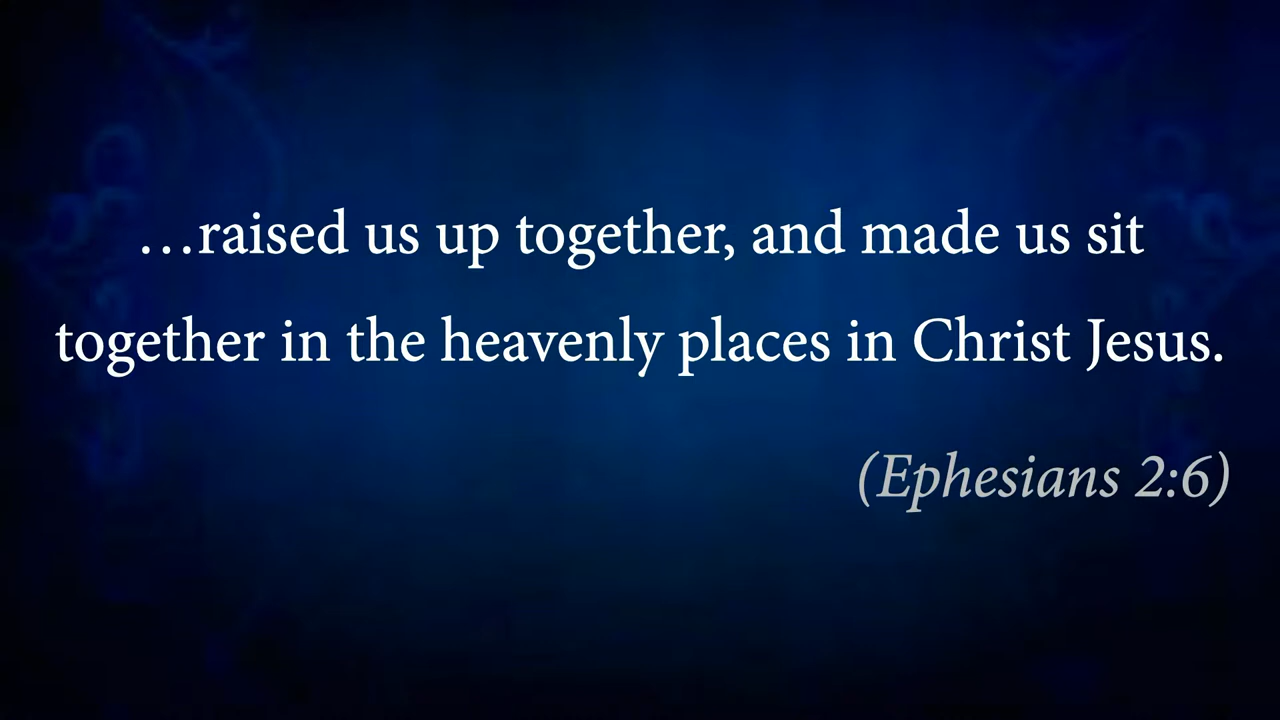 …raised us up together, and made us sit
together in the heavenly places in Christ Jesus.
(Ephesians 2:6)